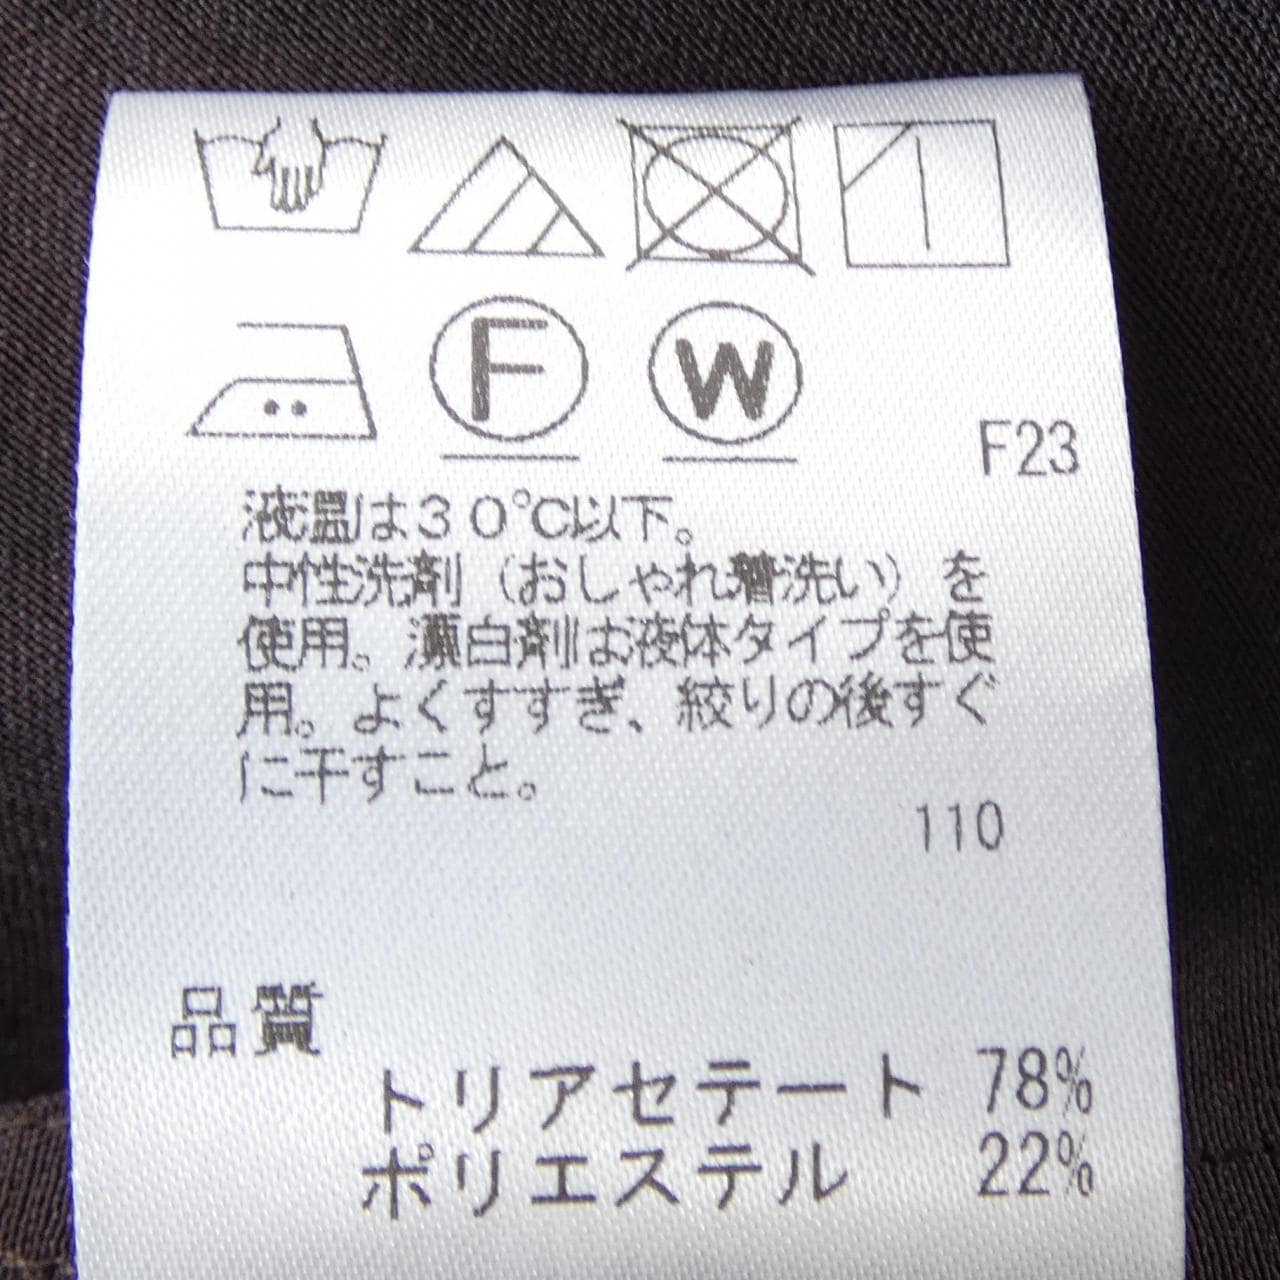 F W
F23
液温は30℃以下。
中性洗剤(おしゃれ着洗い)を
使用。漂白剤は液体タイプを使
用。よくすすぎ、絞りの後すぐ
に干すこと。
110
品質
トリアセテート 78%
ポリエステル 22%